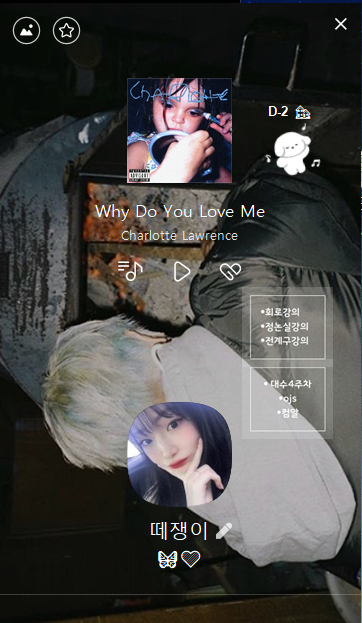 Charlotte
D-2
Why Do You Love Me
Charlotte Lawrence
•회로강의
•정논실강의
•전계구강의
• 대수4주차
•ojs
•컴알
떼쟁이